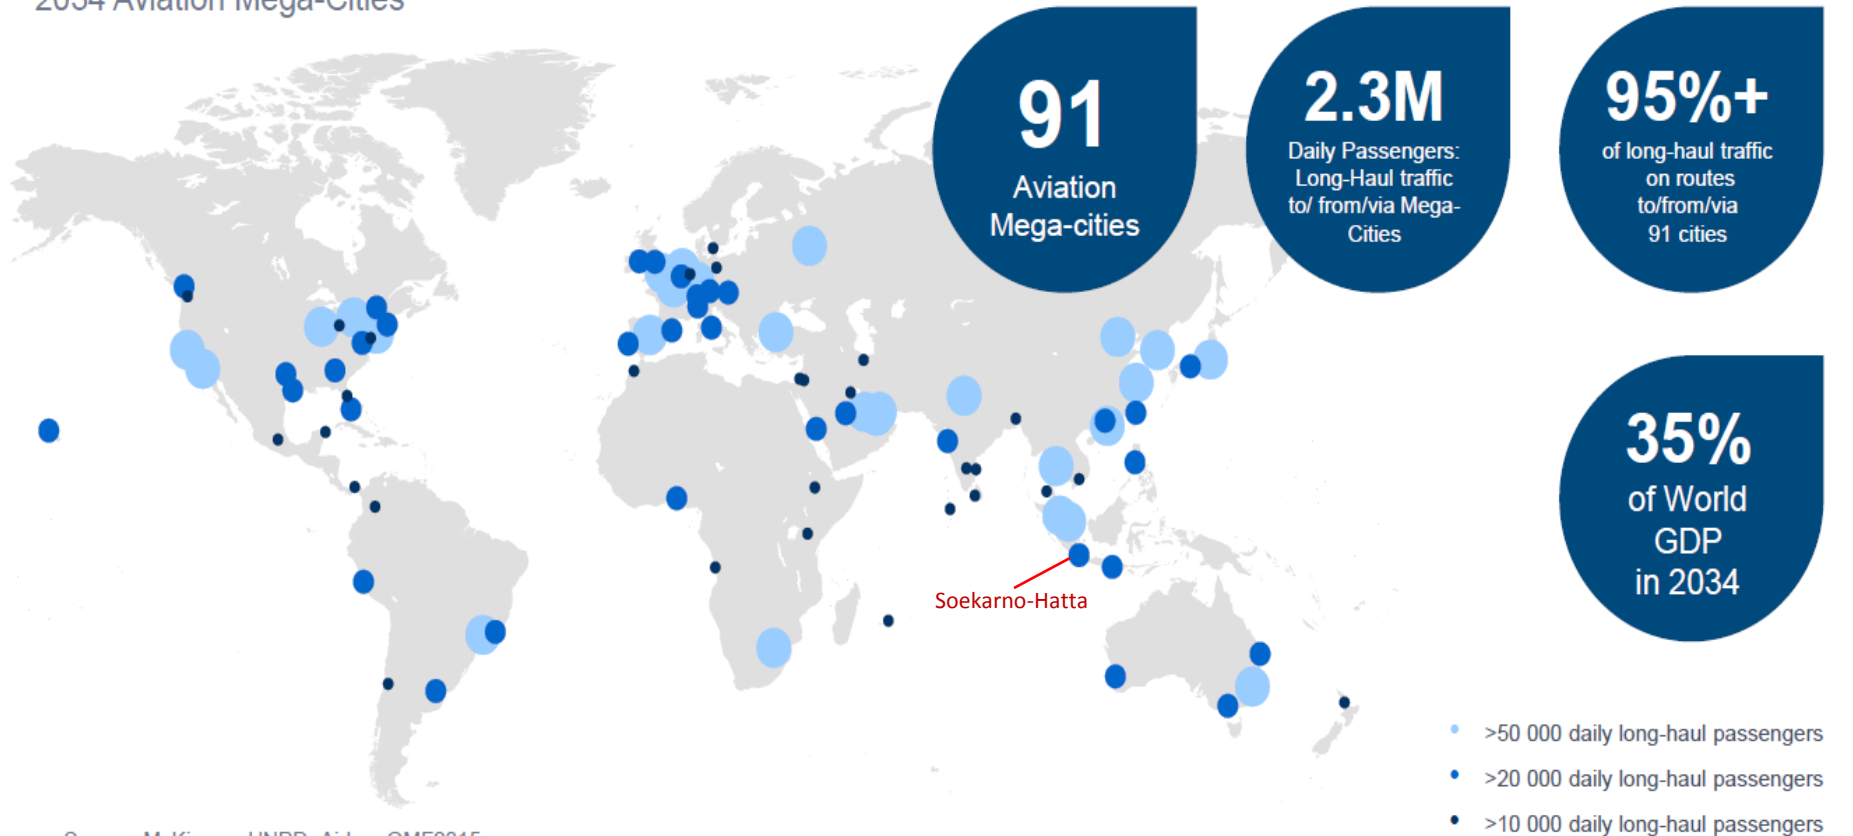 2034 Aviation Mega-Cities
91
Aviation
Mega-cities
2.3M
Daily Passengers:
Long-Haul traffic
to/ from/via Mega-
Cities
95%+
of long-haul traffic
on routes
to/from/via
91 cities
35%
of World
GDP
in 2034
Soekarno-Hatta
>50 000 daily long-haul passengers
>20 000 daily long-haul passengers
>10 000 daily long-haul passengers